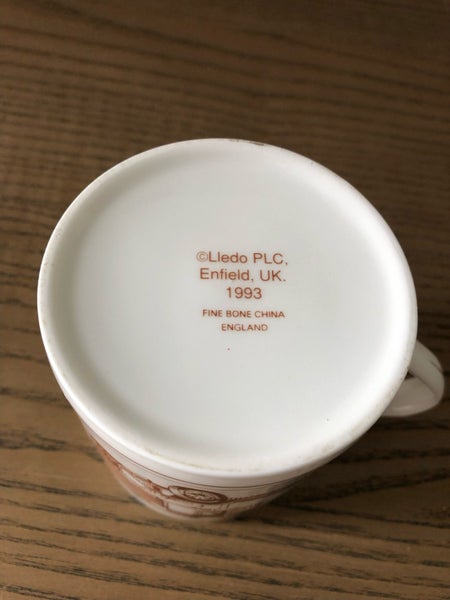 ©Lledo PLC,
Enfield, UK.
1993
FINE BONE CHINA
ENGLAND